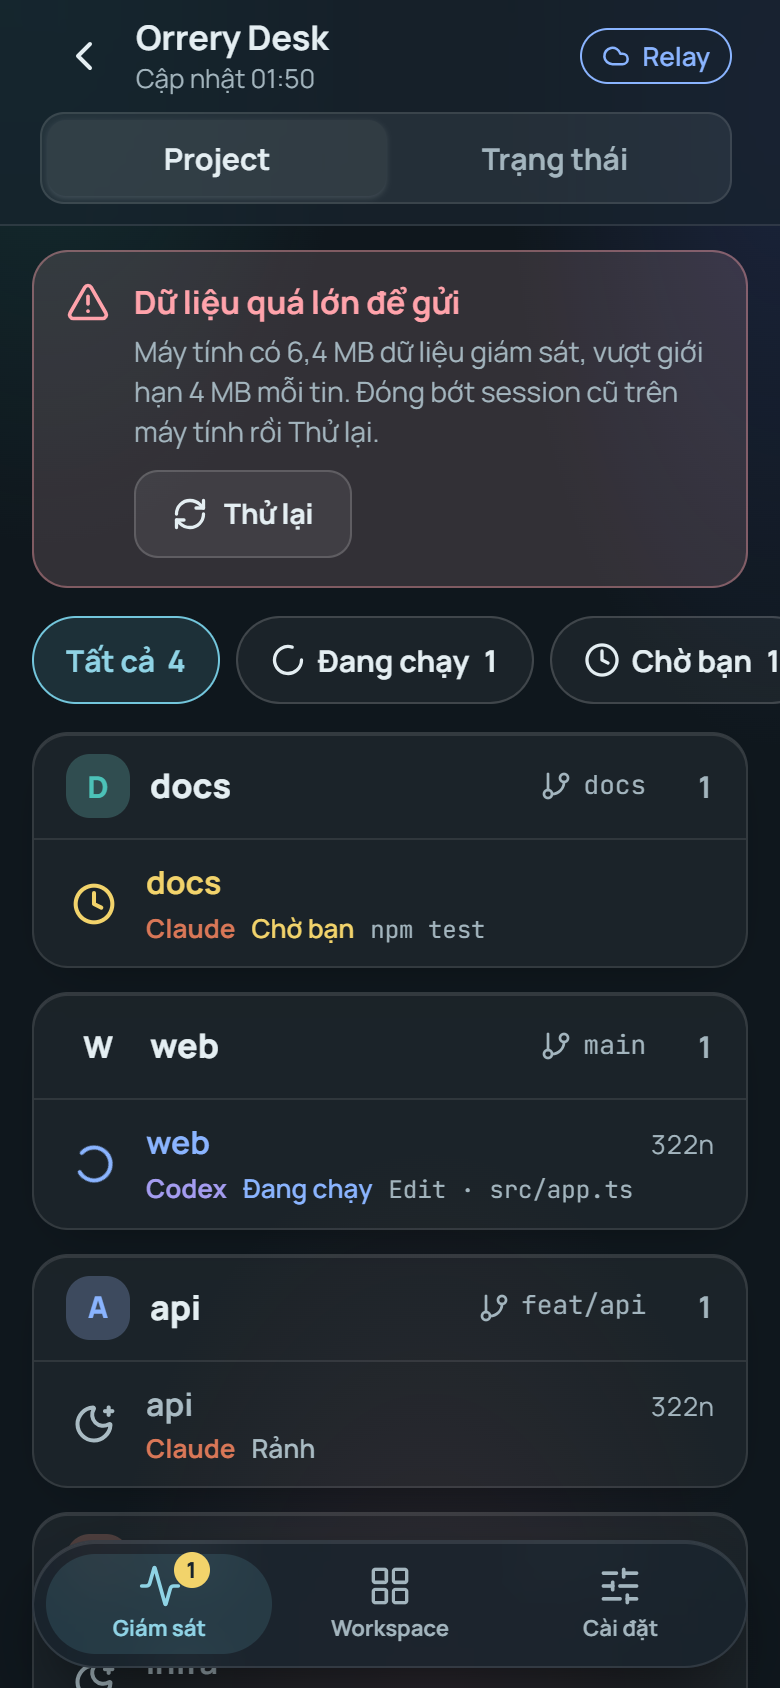 Orrery Desk
Cập nhật 01:50
Relay
Project
Trạng thái
Dữ liệu quá lớn để gửi
Máy tính có 6,4 MB dữ liệu giám sát, vượt giới
hạn 4 MB mỗi tin. Đóng bớt session cũ trên
máy tính rồi Thử lại.
Thử lại
Tất cả 4
Đang chạy 1
Chờ bạn 1
D docs docs 1
docs
Claude Chờ bạn npm test
W web main 1
web 322n
Codex Đang chạy Edit · src/app.ts
A api feat/api 1
api 322n
Claude Rảnh
1
Giám sát
Workspace
Cài đặt